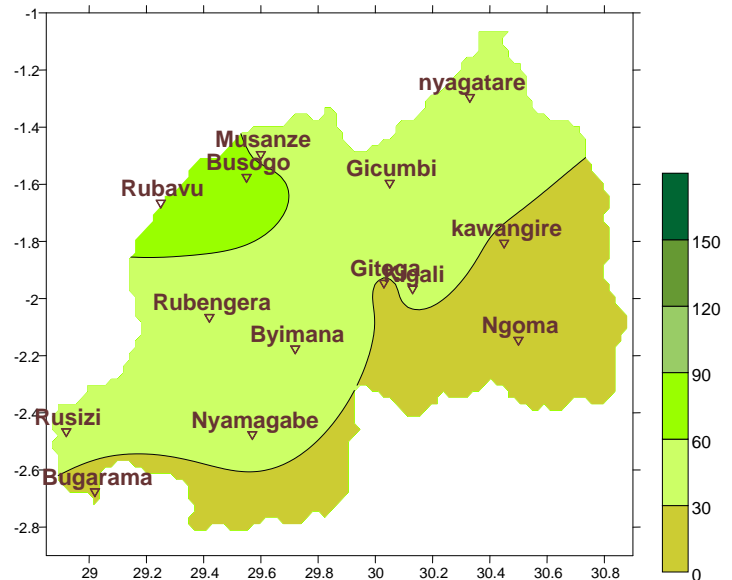 -1
-1.2
nyagatare
-1.4
Musanze
Busogo
Gicumbi
-1.6
Rubavu
kawangire
-1.8
Gitega
Kigali
-2
Rubengera
Byimana
Ngoma
-2.2
-2.4
Rusizi
Nyamagabe
-2.6
Bugarama
-2.8
29 29.2 29.4 29.6 29.8 30 30.2 30.4 30.6 30.8
150
120
90
60
30
0